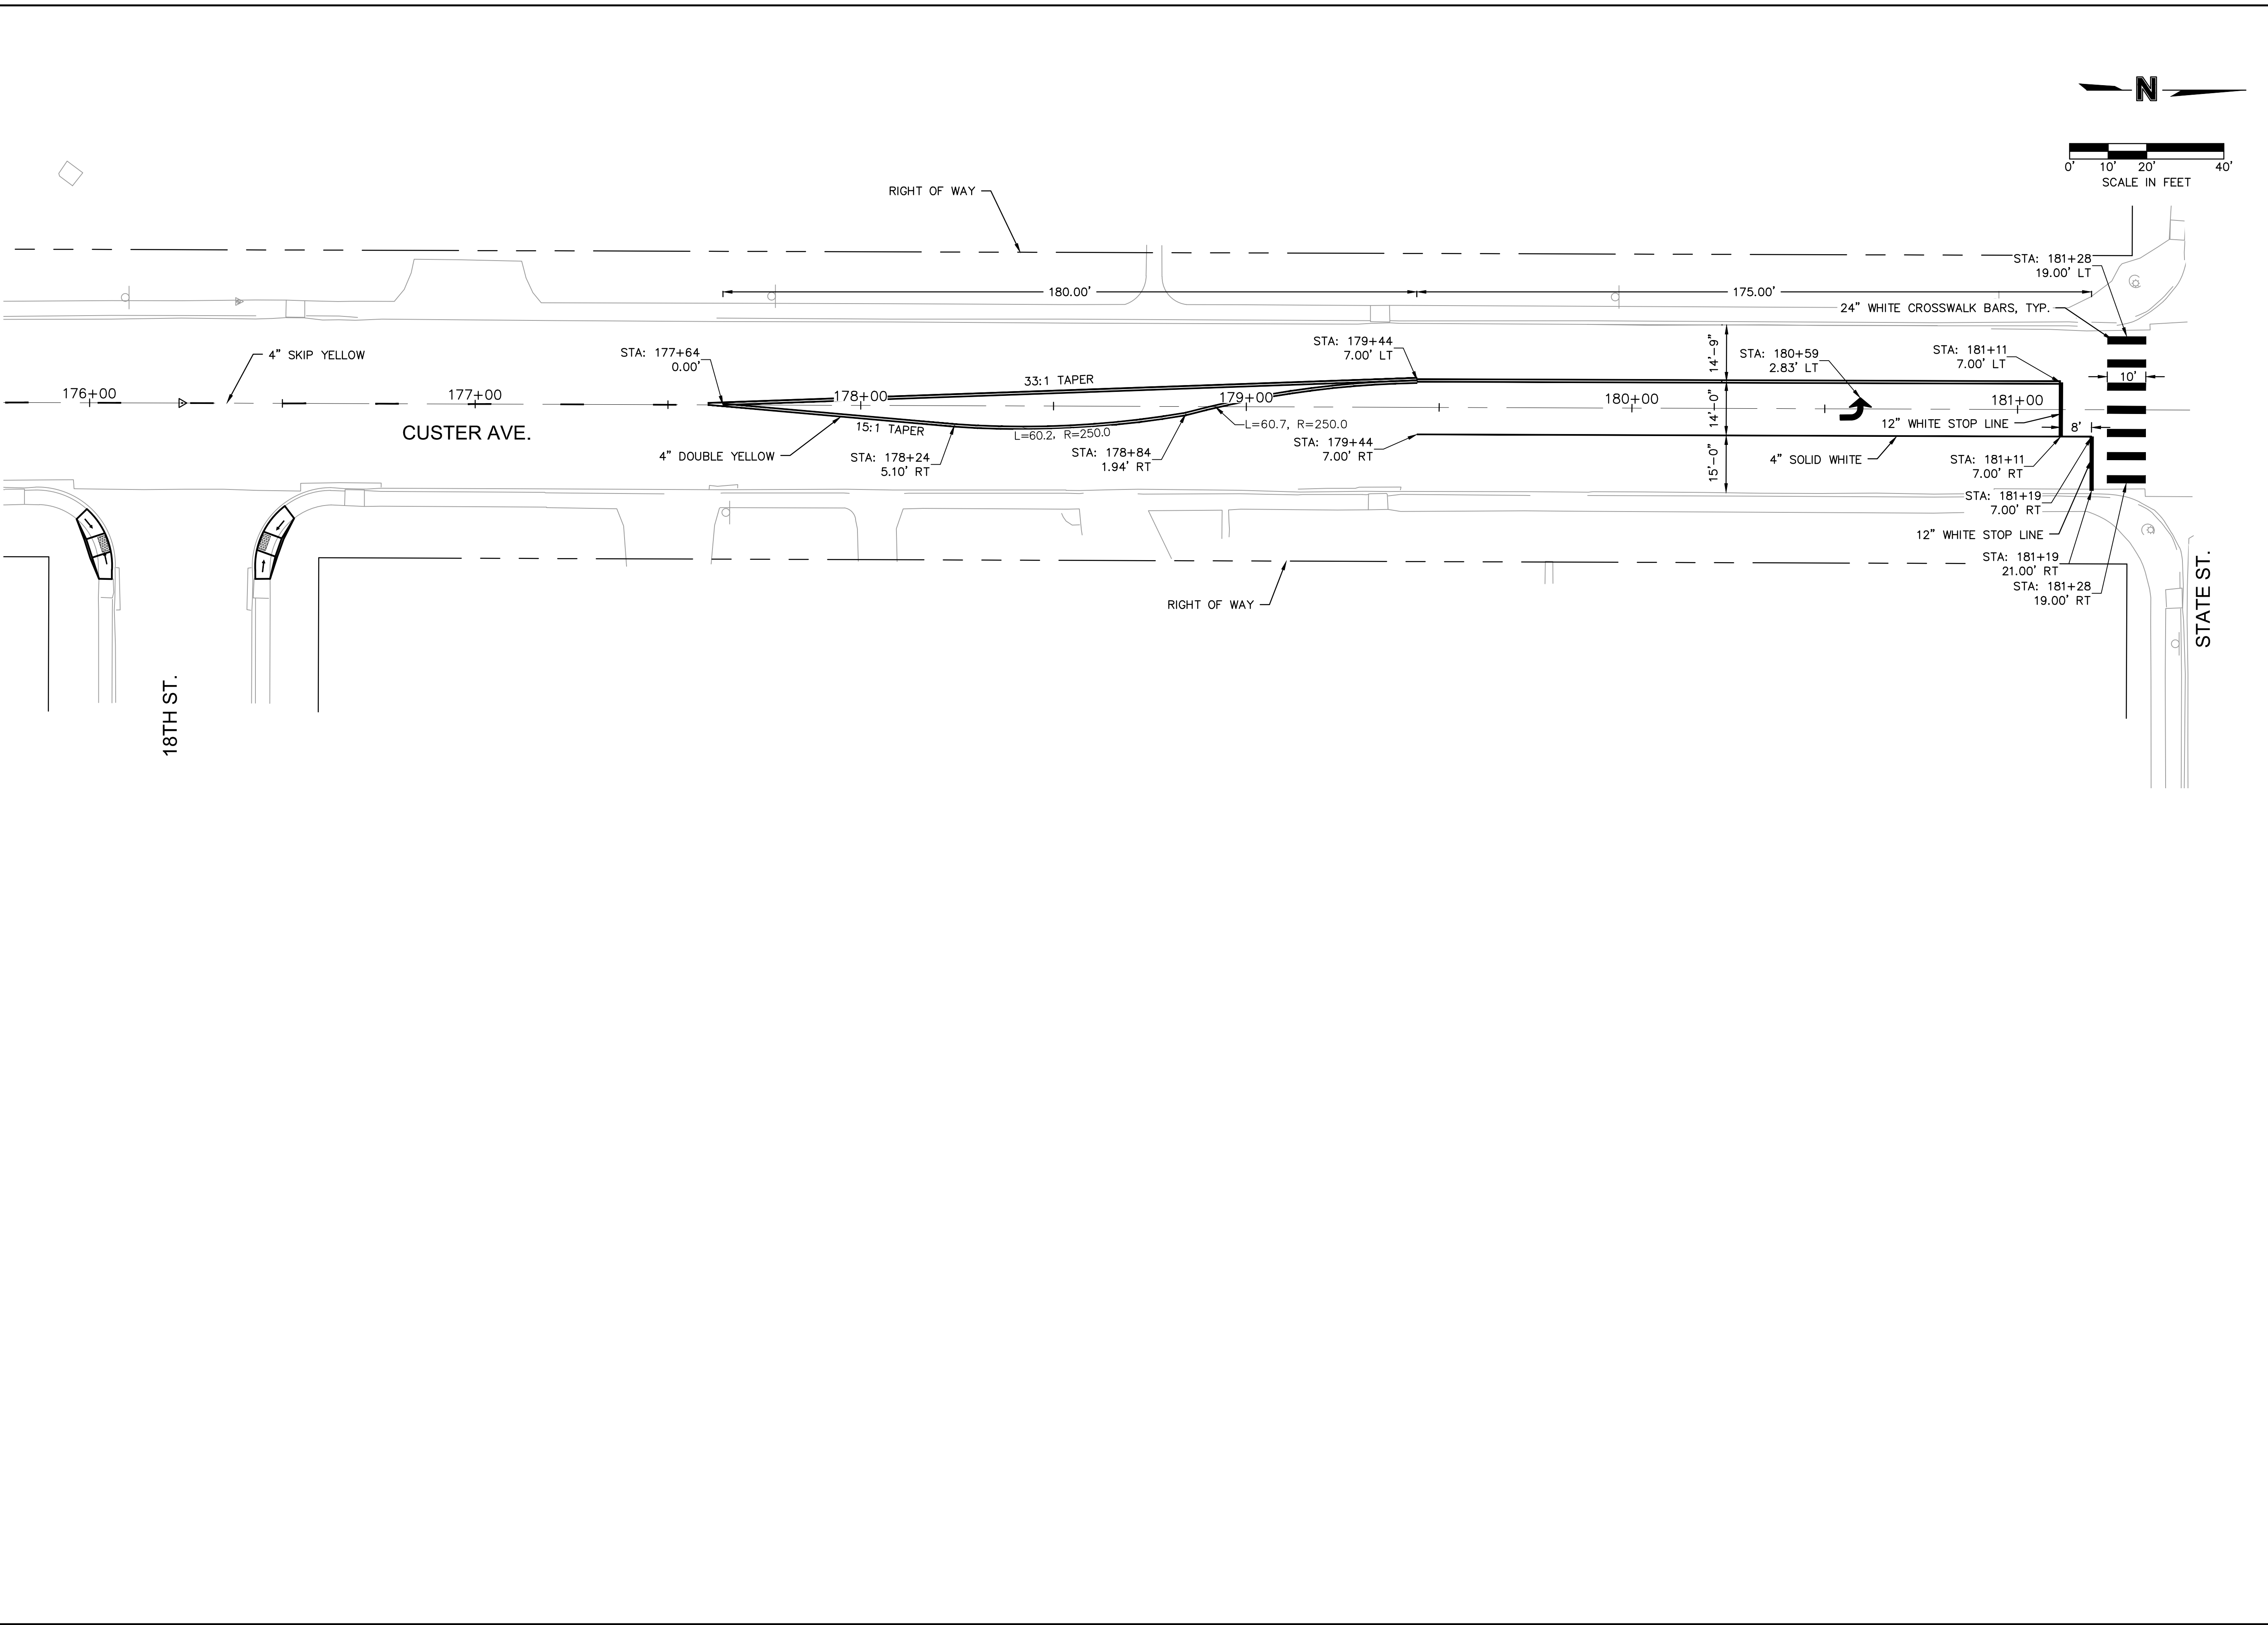 N
0' 10' 20' 40'
SCALE IN FEET
RIGHT OF WAY
STA: 181+28
19.00' LT
180.00'
175.00'
24" WHITE CROSSWALK BARS, TYP.
4" SKIP YELLOW
STA: 177+64
0.00'
STA: 179+44
7.00' LT
14'-9"
STA: 180+59
2.83' LT
STA: 181+11
7.00' LT
33:1 TAPER
10'
176+00
177+00
178+00
179+00
180+00
181+00
CUSTER AVE.
15:1 TAPER
L=60.2, R=250.0
L=60.7, R=250.0
14'-0"
12" WHITE STOP LINE
8'
4" DOUBLE YELLOW
STA: 178+24
5.10' RT
STA: 178+84
1.94' RT
STA: 179+44
7.00' RT
15'-0"
4" SOLID WHITE
STA: 181+11
7.00' RT
STA: 181+19
7.00' RT
12" WHITE STOP LINE
STA: 181+19
21.00' RT
STA: 181+28
19.00' RT
RIGHT OF WAY
STATE ST.
18TH ST.